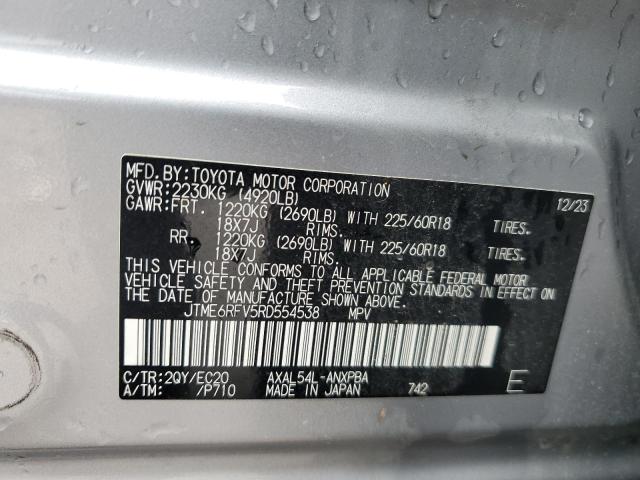 MFD.BY:TOYOTA MOTOR CORPORATION 12/23
GVWR:2230KG (4920LB)
GAWR:FRT. 1220KG (2690LB) WITH 225/60R18 TIRES.
18X7J RIMS.
RR. 1220KG (2690LB) WITH 225/60R18 TIRES.
18X7 RIMS.
THIS VEHICLE CONFORMS TO ALL APPLICABLE FEDERAL MOTOR
VEHICLE SAFETY AND THEFT PREVENTION STANDARDS IN EFFECT ON
THE DATE OF MANUFACTURE SHOWN ABOVE.
JTME6RFV5RD554538 MPV
C/TR:2QY/EC20 AXAL54L-ANXPBA E
A/TM: /P710 MADE IN JAPAN 742